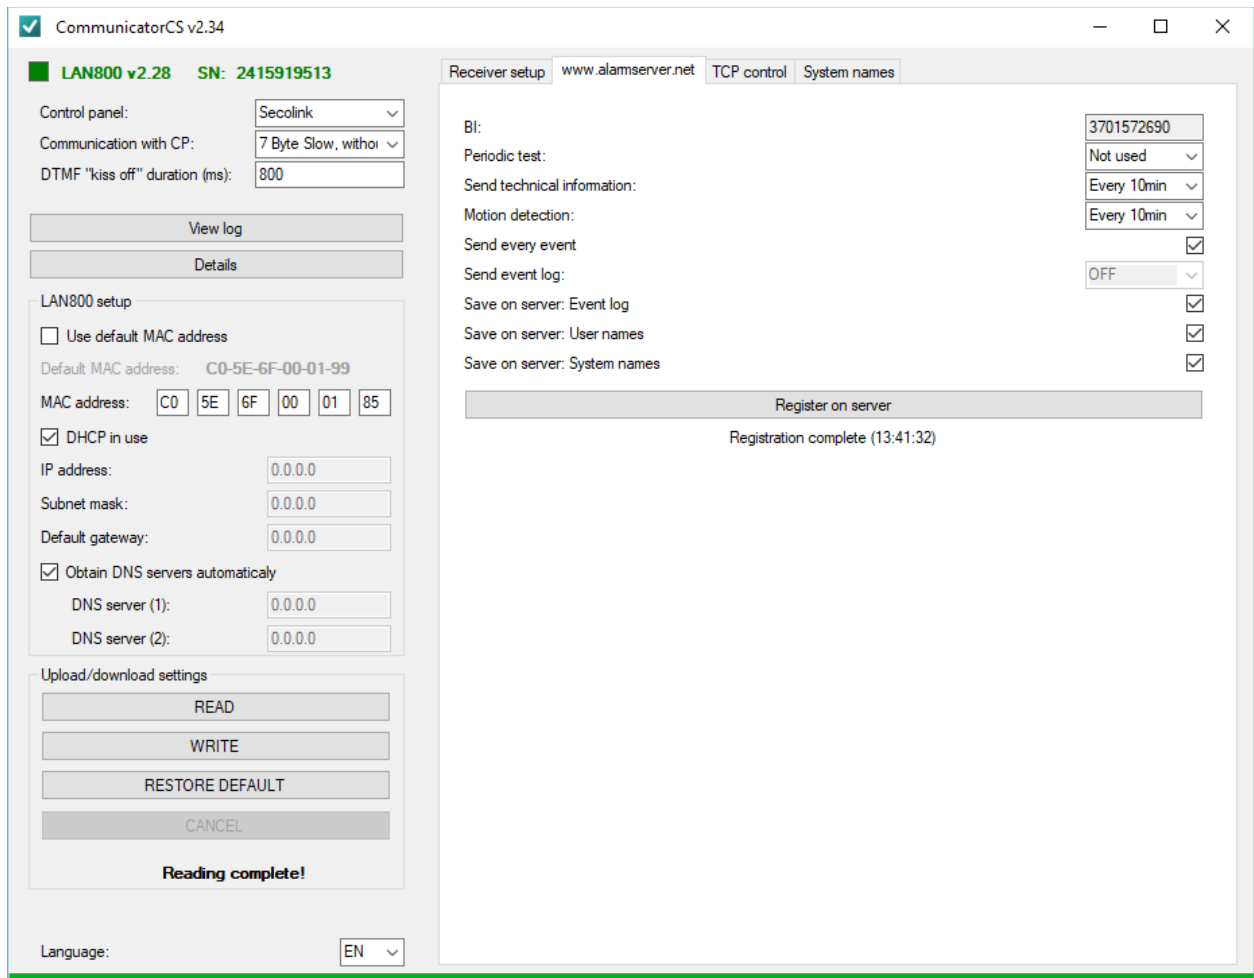 CommunicatorCS v2.34
LAN800 v2.28 SN: 2415919513
Control panel: Secolink
Communication with CP: 7 Byte Slow, withou
DTMF "kiss off" duration (ms): 800
View log
Details
LAN800 setup
Use default MAC address
Default MAC address: C0-5E-6F-00-01-99
MAC address: C0 5E 6F 00 01 85
DHCP in use
IP address: 0.0.0.0
Subnet mask: 0.0.0.0
Default gateway: 0.0.0.0
Obtain DNS servers automaticaly
DNS server (1): 0.0.0.0
DNS server (2): 0.0.0.0
Upload/download settings
READ
WRITE
RESTORE DEFAULT
CANCEL
Reading complete!
Language: EN
Receiver setup www.alarmserver.net TCP control System names
BI: 3701572690
Periodic test: Not used
Send technical information: Every 10min
Motion detection: Every 10min
Send every event
Send event log: OFF
Save on server: Event log
Save on server: User names
Save on server: System names
Register on server
Registration complete (13:41:32)